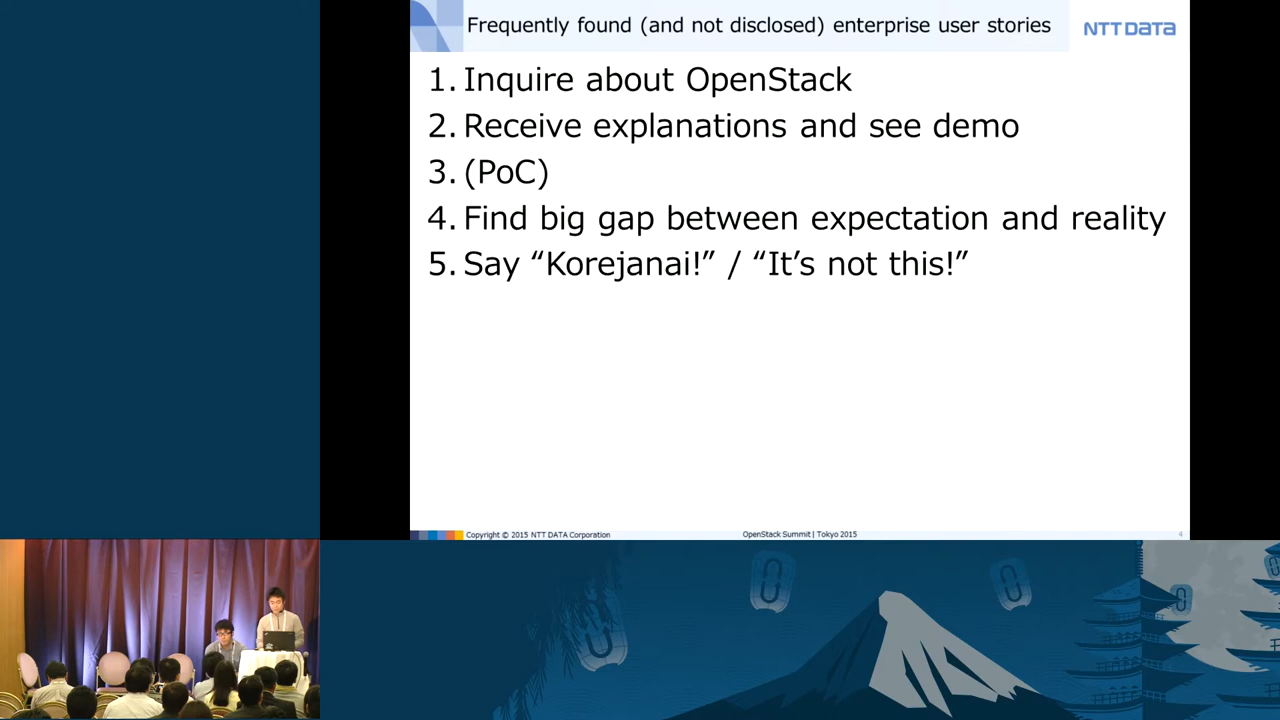 Frequently found (and not disclosed) enterprise user stories
NTT DATA
1. Inquire about OpenStack
2. Receive explanations and see demo
3. (PoC)
4. Find big gap between expectation and reality
5. Say “Korejanai!” / “It’s not this!”
Copyright © 2015 NTT DATA Corporation
OpenStack Summit | Tokyo 2015
4